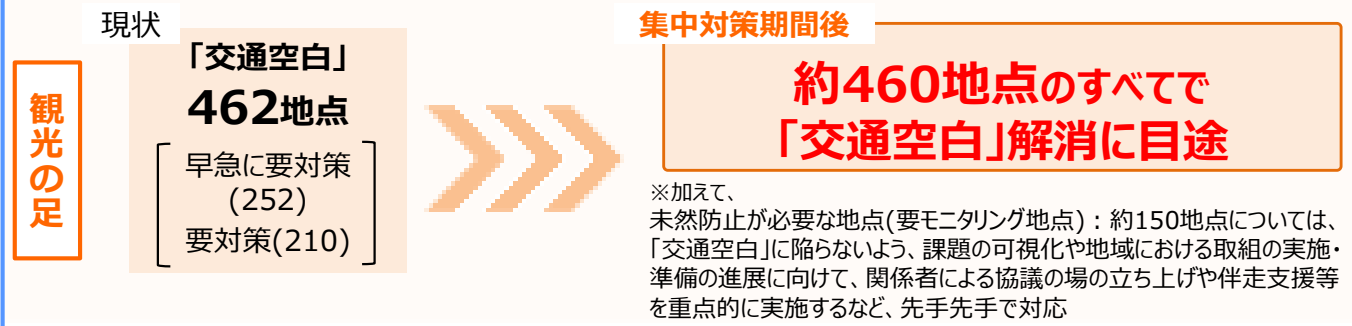 観光の足
現状
「交通空白」
462地点
早急に要対策
(252)
要対策(210)
集中対策期間後
約460地点のすべてで
「交通空白」解消に目途
※加えて、
未然防止が必要な地点(要モニタリング地点)：約150地点については、
「交通空白」に陥らないよう、課題の可視化や地域における取組の実施・
準備の進展に向けて、関係者による協議の場の立ち上げや伴走支援等
を重点的に実施するなど、先手先手で対応